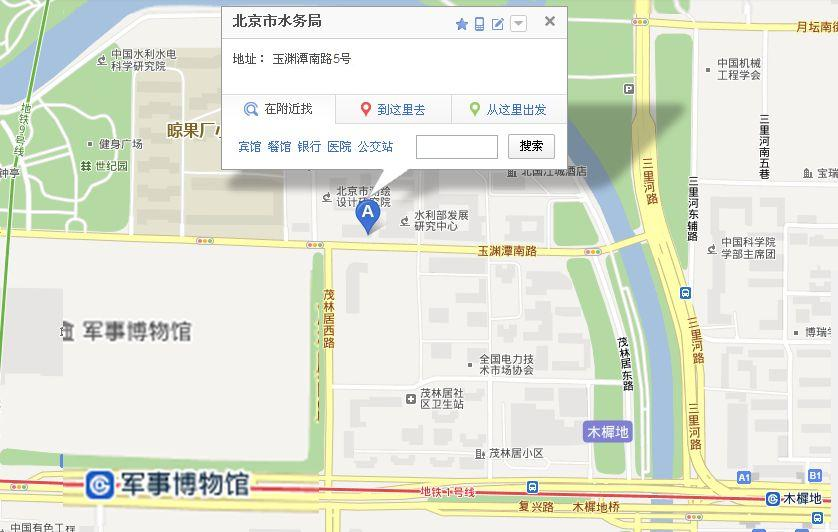 北京市水务局
地址： 玉渊潭南路5号
在附近找
到这里去
从这里出发
宾馆 餐馆 银行 医院 公交站
搜索
月坛南街
中国水利水电
科学研究院
中国机械
工程学会
P
地铁9号线
健身广场
世纪园
钟亭
三里河南五巷
三里河路
三里河东辅路
宝瑞
北京市测绘
设计研究院
A
水利部发展
研究中心
玉渊潭南路
中国科学院
学部主席团
军事博物馆
茂林居西路
三里河路
博瑞
茂林居东路
全国电力技
术市场协会
茂林居社
区卫生站
三里河路
木樨地
茂林居小区
A1
B1
军事博物馆
地铁1号线
木樨地
复兴路
木樨地桥
中国有色工程